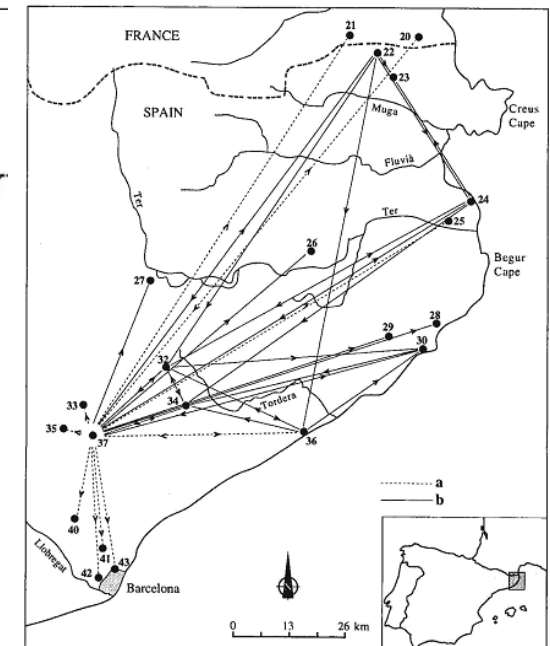 FRANCE
21
20
22
23
SPAIN
Muga
Creus
Cape
Fluvià
Ter
24
Ter
25
26
Begur
Cape
27
28
29
30
32
33
34
Tordera
35
37
36
a
b
40
41
Llobregat
42
43
Barcelona
N
0 13 26 km